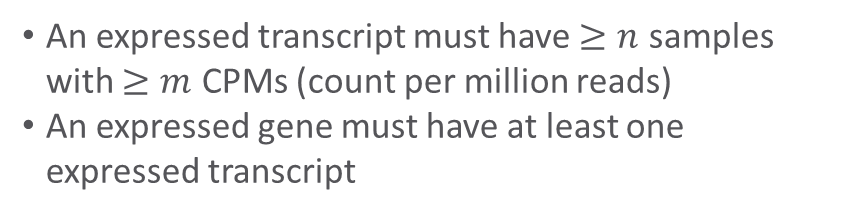 • An expressed transcript must have ≥ n samples
with ≥ m CPMs (count per million reads)
• An expressed gene must have at least one
expressed transcript